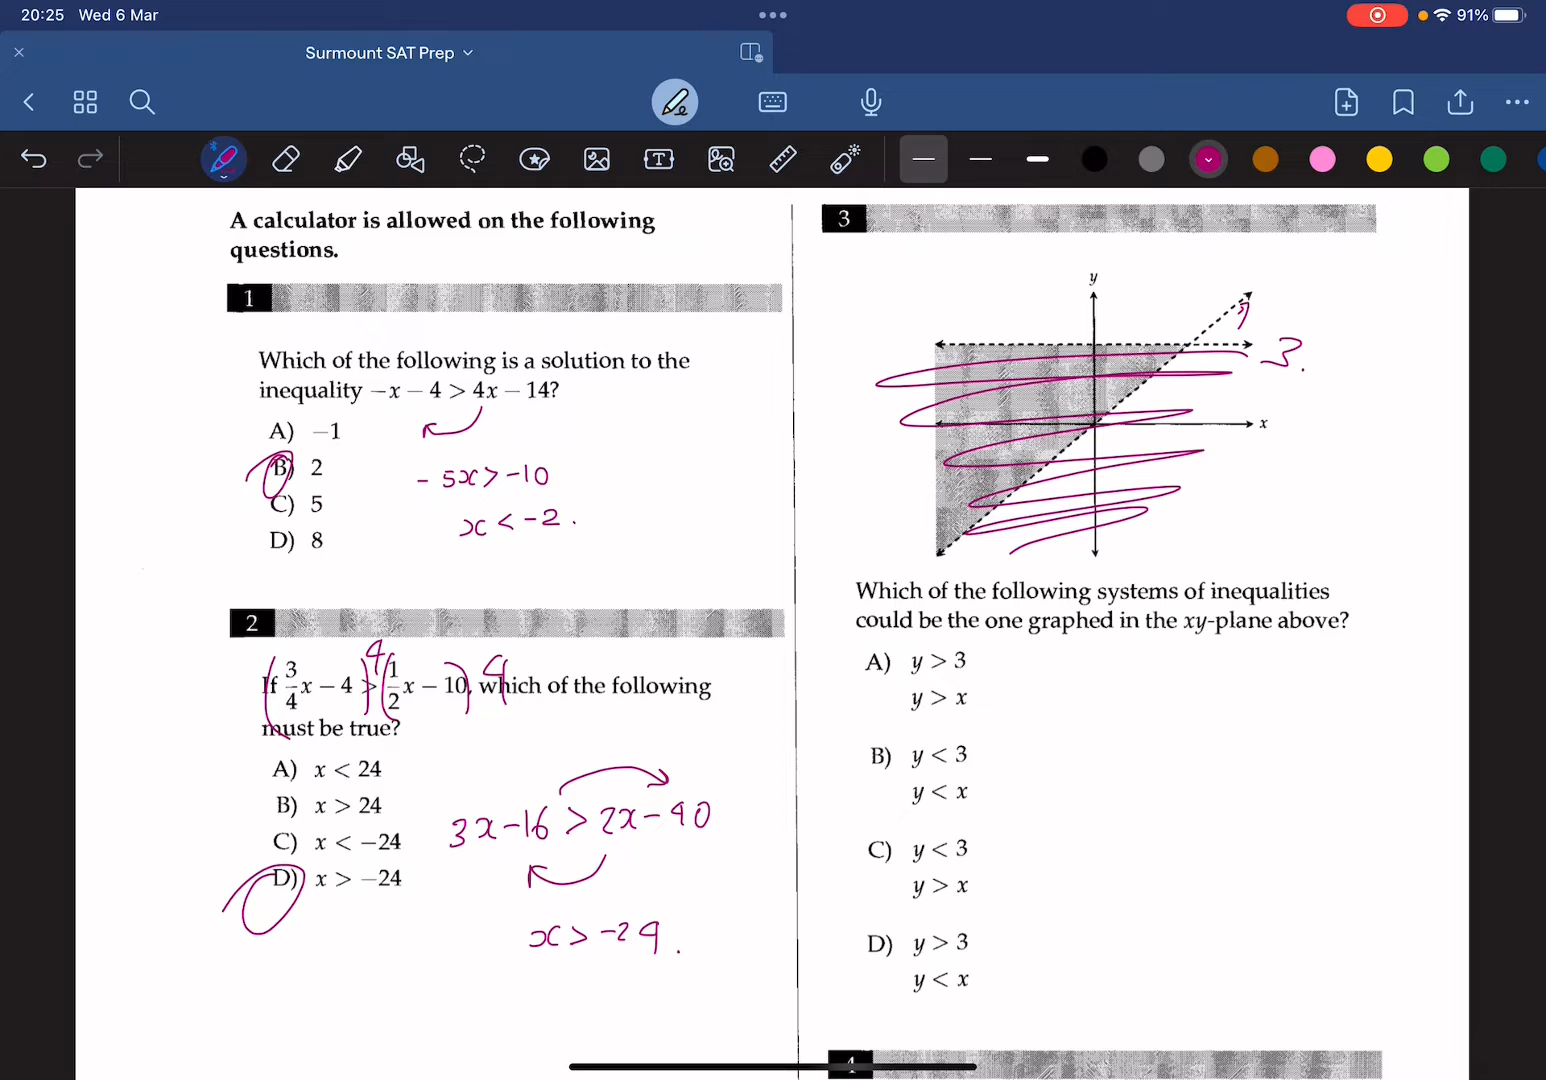 20:25 Wed 6 Mar
91%
Surmount SAT Prep
A calculator is allowed on the following
questions.
1
Which of the following is a solution to the
inequality −x − 4 > 4x − 14?
A) −1
B) 2
C) 5
D) 8
- 5x > -10
x < -2 .
2
If 3/4 x − 4 > 1/2 x − 10, which of the following
must be true?
4
4
A) x < 24
B) x > 24
C) x < −24
D) x > −24
3x-16 > 2x-40
x > -24 .
3
y
x
3.
Which of the following systems of inequalities
could be the one graphed in the xy-plane above?
A) y > 3
y > x
B) y < 3
y < x
C) y < 3
y > x
D) y > 3
y < x
4